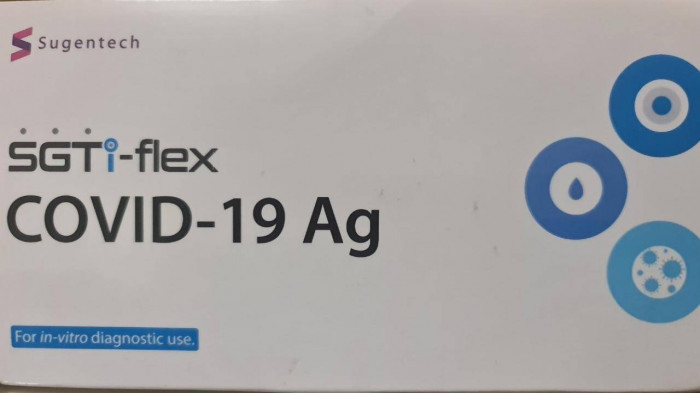 Sugentech
SGTi-flex
COVID-19 Ag
For in-vitro diagnostic use.